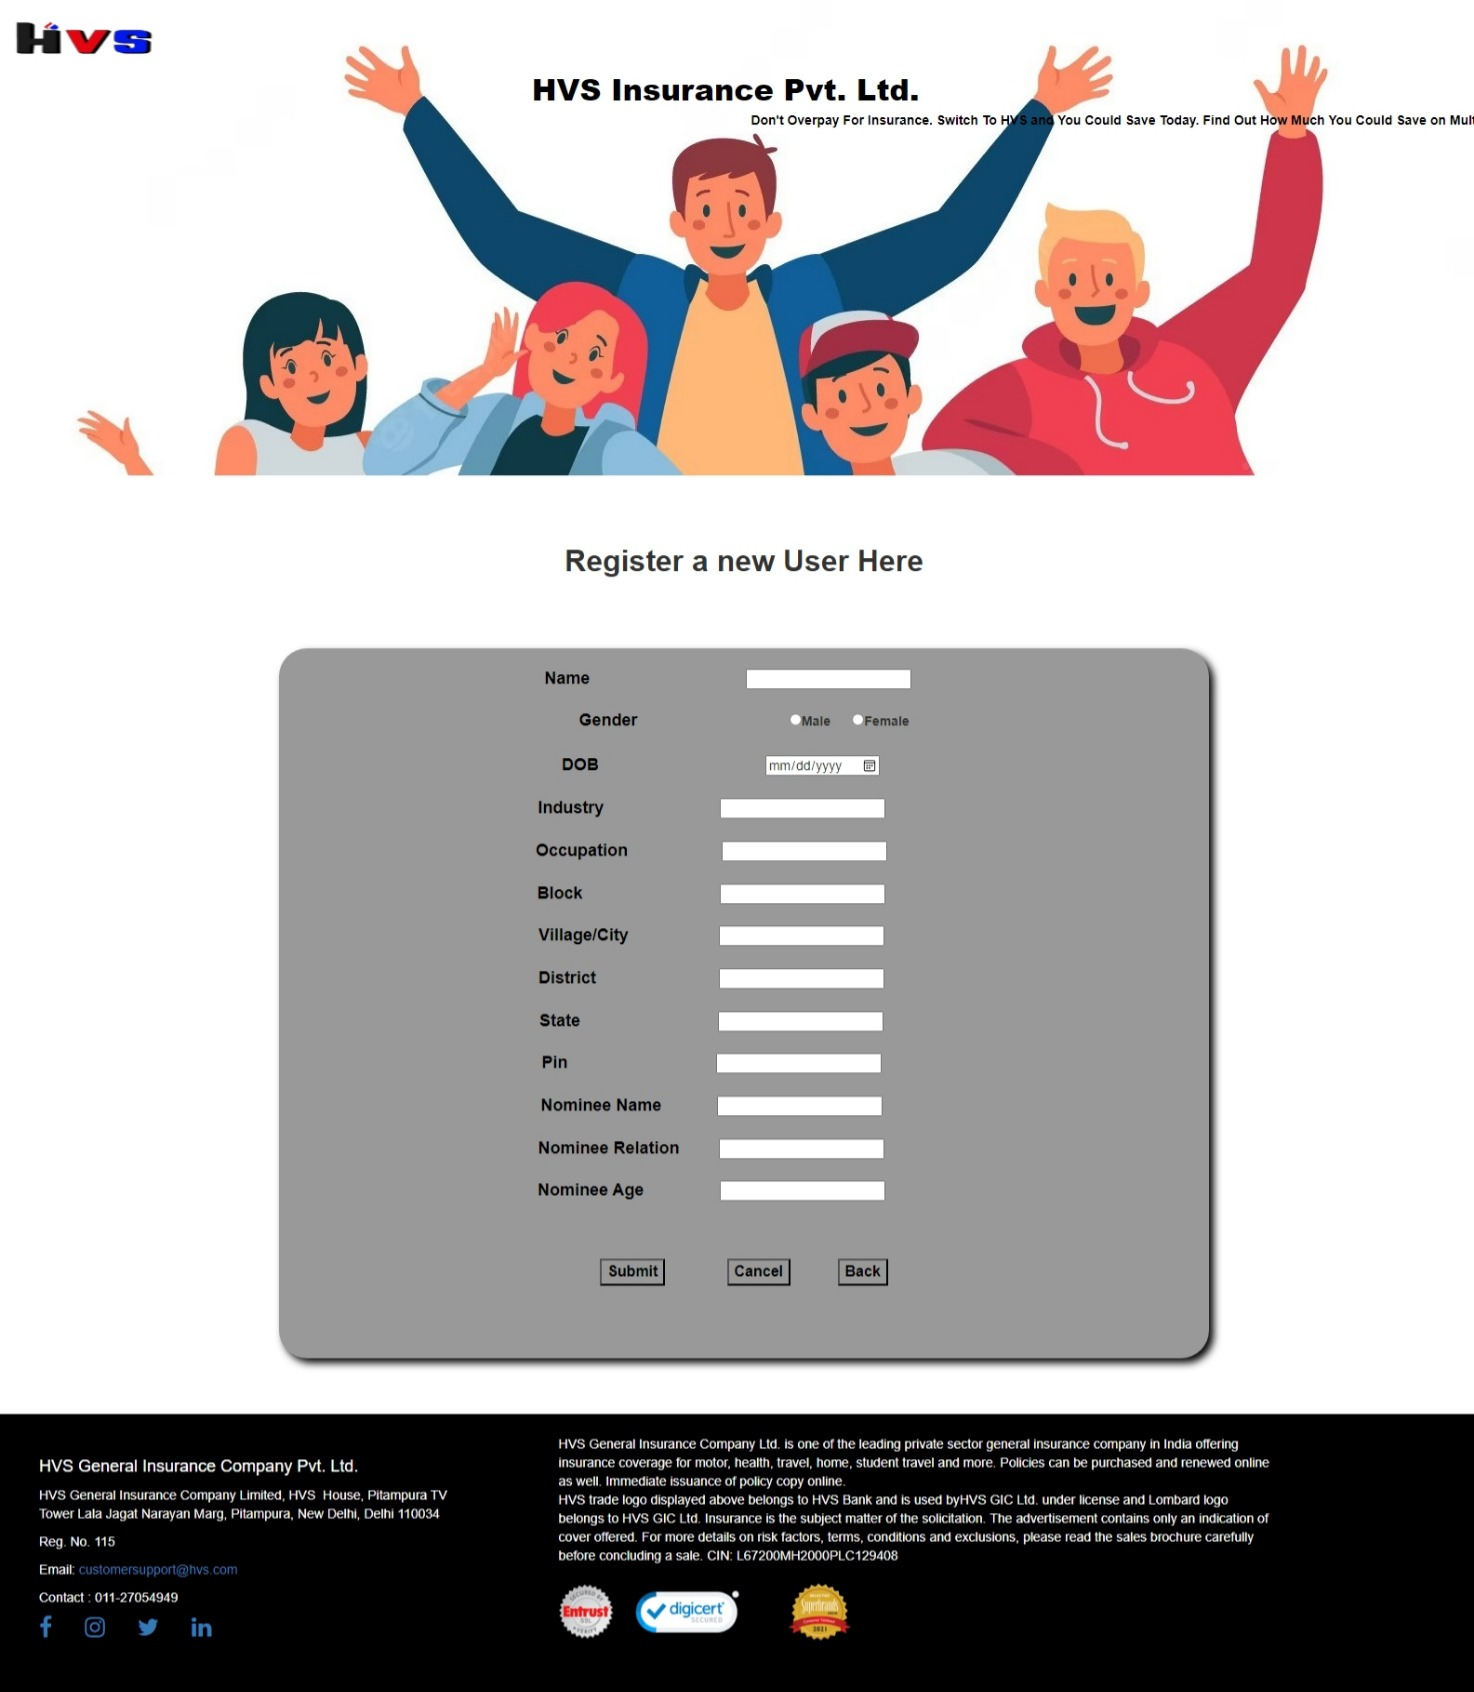 HVS
HVS Insurance Pvt. Ltd.
Don't Overpay For Insurance. Switch To HVS and You Could Save Today. Find Out How Much You Could Save on Mult
Register a new User Here
Name
Gender Male Female
DOB mm/dd/yyyy
Industry
Occupation
Block
Village/City
District
State
Pin
Nominee Name
Nominee Relation
Nominee Age
Submit Cancel Back
HVS General Insurance Company Pvt. Ltd.
HVS General Insurance Company Limited, HVS House, Pitampura TV
Tower Lala Jagat Narayan Marg, Pitampura, New Delhi, Delhi 110034
Reg. No. 115
Email: customersupport@hvs.com
Contact : 011-27054949
HVS General Insurance Company Ltd. is one of the leading private sector general insurance company in India offering
insurance coverage for motor, health, travel, home, student travel and more. Policies can be purchased and renewed online
as well. Immediate issuance of policy copy online.
HVS trade logo displayed above belongs to HVS Bank and is used byHVS GIC Ltd. under license and Lombard logo
belongs to HVS GIC Ltd. Insurance is the subject matter of the solicitation. The advertisement contains only an indication of
cover offered. For more details on risk factors, terms, conditions and exclusions, please read the sales brochure carefully
before concluding a sale. CIN: L67200MH2000PLC129408
SECURED BY
Entrust
SSL
VERIFY
digicert
SECURED
Superbrands
2021